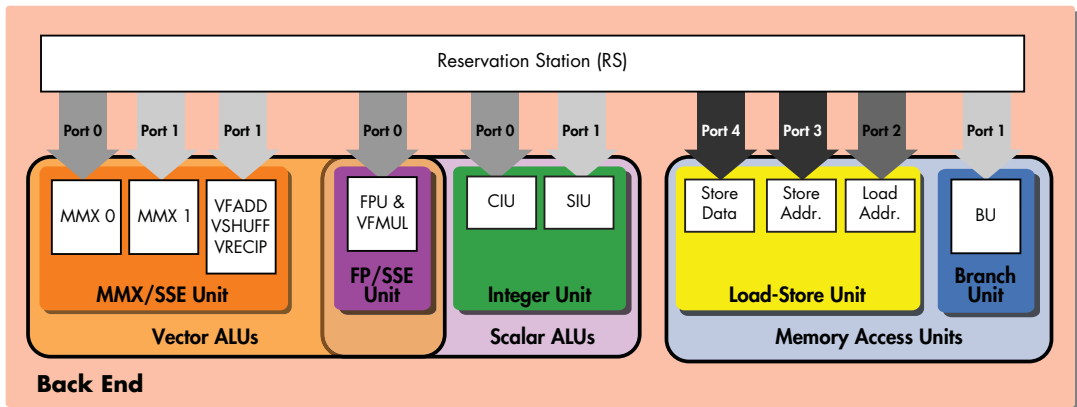 Reservation Station (RS)
Port 0
Port 1
Port 1
Port 0
Port 0
Port 1
Port 4
Port 3
Port 2
Port 1
MMX 0
MMX 1
VFADD
VSHUFF
VRECIP
FPU &
VFMUL
CIU
SIU
Store
Data
Store
Addr.
Load
Addr.
BU
MMX/SSE Unit
FP/SSE
Unit
Integer Unit
Load-Store Unit
Branch
Unit
Vector ALUs
Scalar ALUs
Memory Access Units
Back End